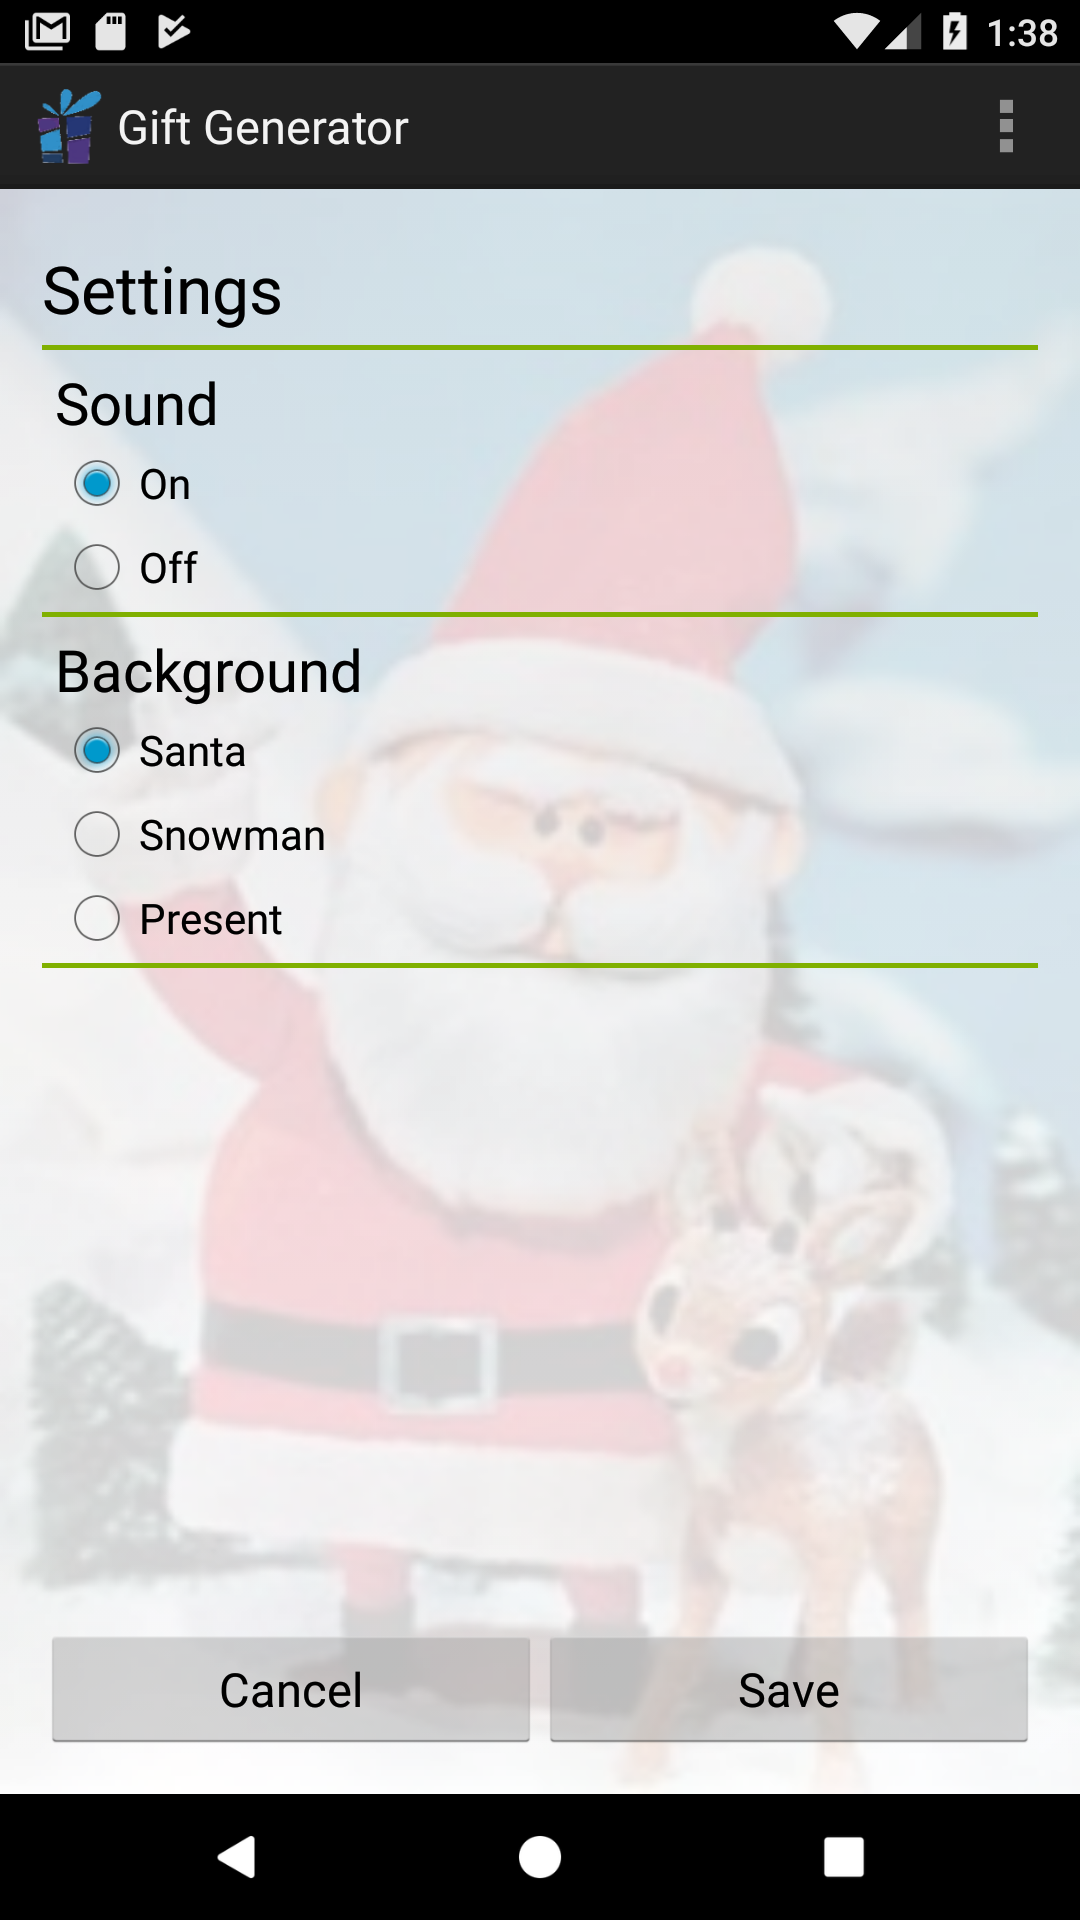 1:38
Gift Generator
Settings
Sound
On
Off
Background
Santa
Snowman
Present
Cancel
Save